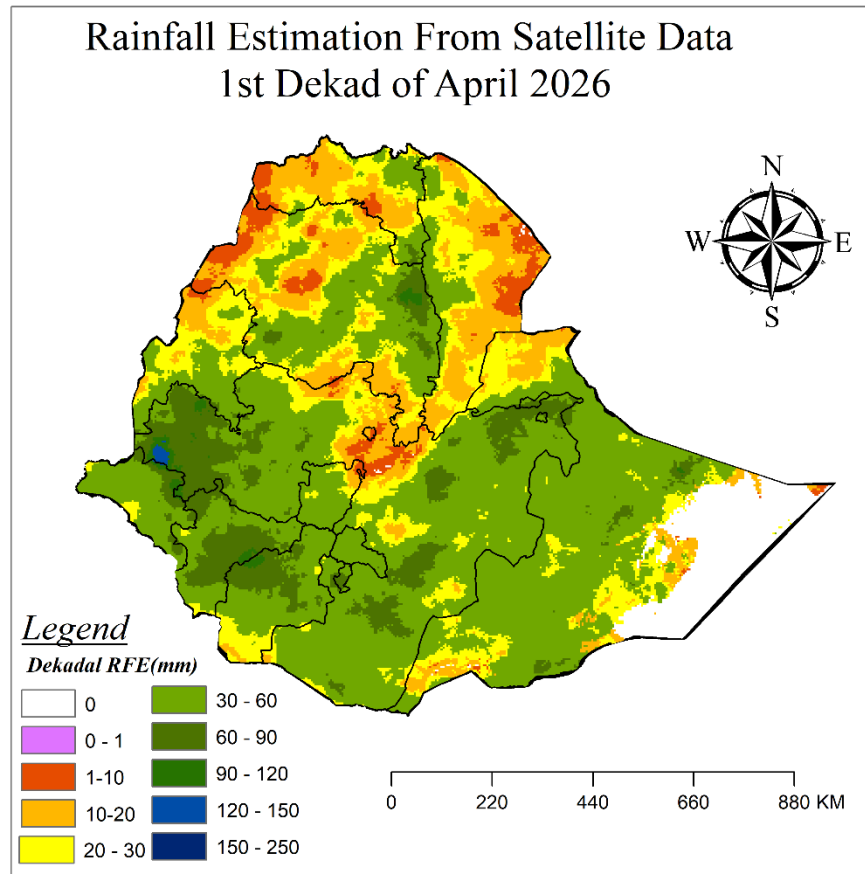 Rainfall Estimation From Satellite Data
1st Dekad of April 2026
N
W E
S
Legend
Dekadal RFE(mm)
0
0 - 1
1-10
10-20
20 - 30
30 - 60
60 - 90
90 - 120
120 - 150
150 - 250
0 220 440 660 880 KM